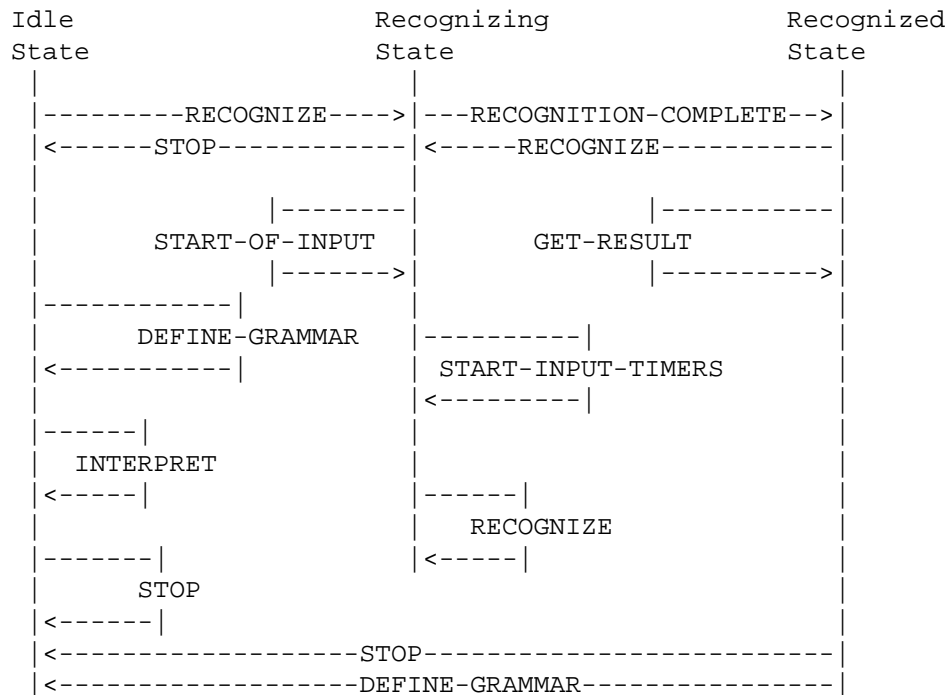 Idle Recognizing Recognized
State State State
RECOGNIZE RECOGNITION-COMPLETE
STOP RECOGNIZE
START-OF-INPUT GET-RESULT
DEFINE-GRAMMAR
START-INPUT-TIMERS
INTERPRET
RECOGNIZE
STOP
STOP
DEFINE-GRAMMAR